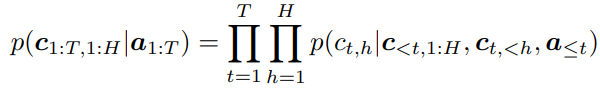 p(c_{1:T,1:H}|a_{1:T}) = \prod_{t=1}^{T} \prod_{h=1}^{H} p(c_{t,h}|c_{<t,1:H}, c_{t,<h}, a_{\leq t})